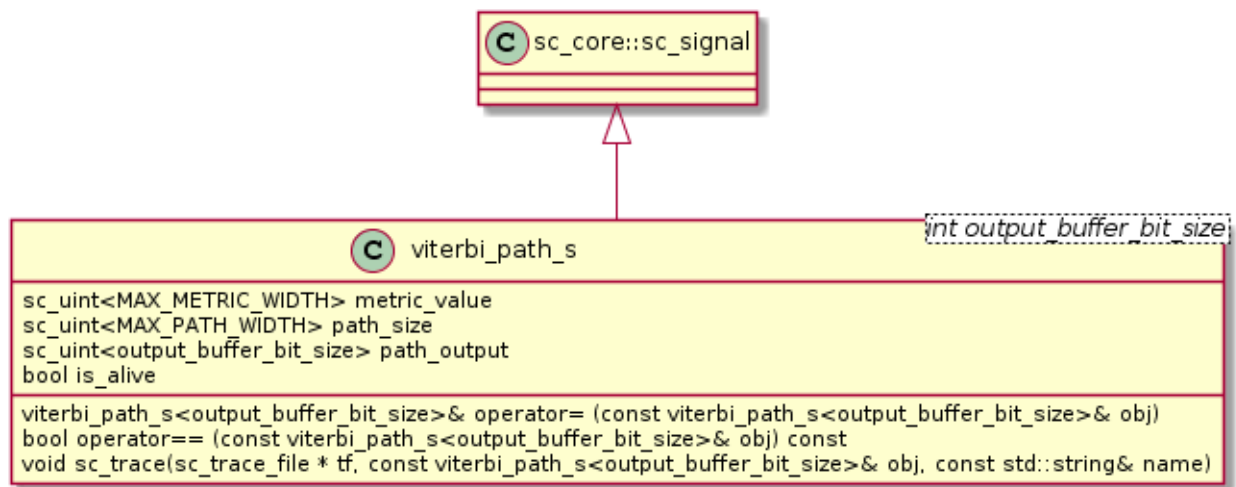 C sc_core::sc_signal
int output_buffer_bit_size
C viterbi_path_s
sc_uint<MAX_METRIC_WIDTH> metric_value
sc_uint<MAX_PATH_WIDTH> path_size
sc_uint<output_buffer_bit_size> path_output
bool is_alive
viterbi_path_s<output_buffer_bit_size>& operator= (const viterbi_path_s<output_buffer_bit_size>& obj)
bool operator== (const viterbi_path_s<output_buffer_bit_size>& obj) const
void sc_trace(sc_trace_file * tf, const viterbi_path_s<output_buffer_bit_size>& obj, const std::string& name)